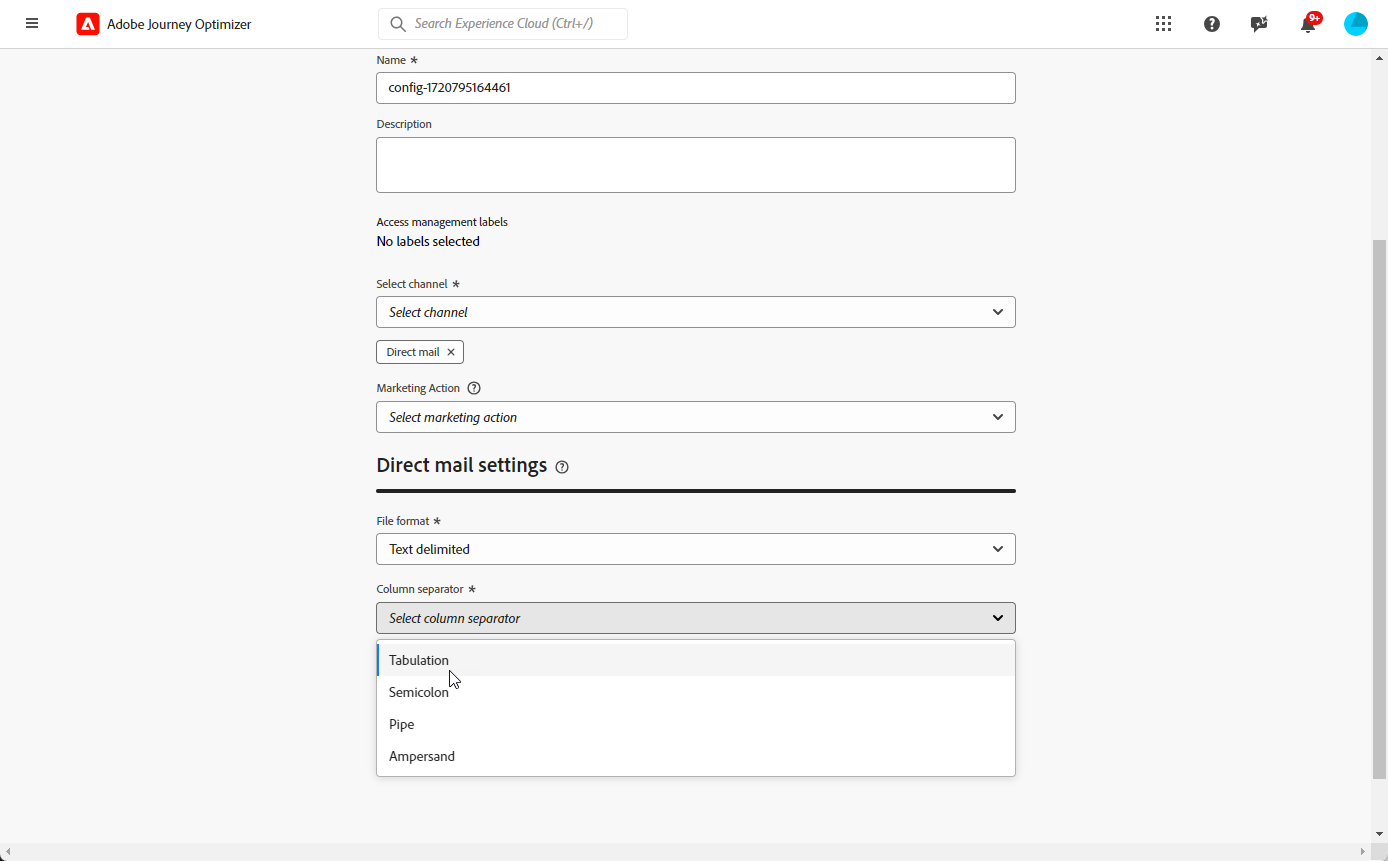 Adobe Journey Optimizer
Search Experience Cloud (Ctrl+/)
9+
Name *
config-1720795164461
Description
Access management labels
No labels selected
Select channel *
Select channel
Direct mail ×
Marketing Action ?
Select marketing action
Direct mail settings ?
File format *
Text delimited
Column separator *
Select column separator
Tabulation
Semicolon
Pipe
Ampersand